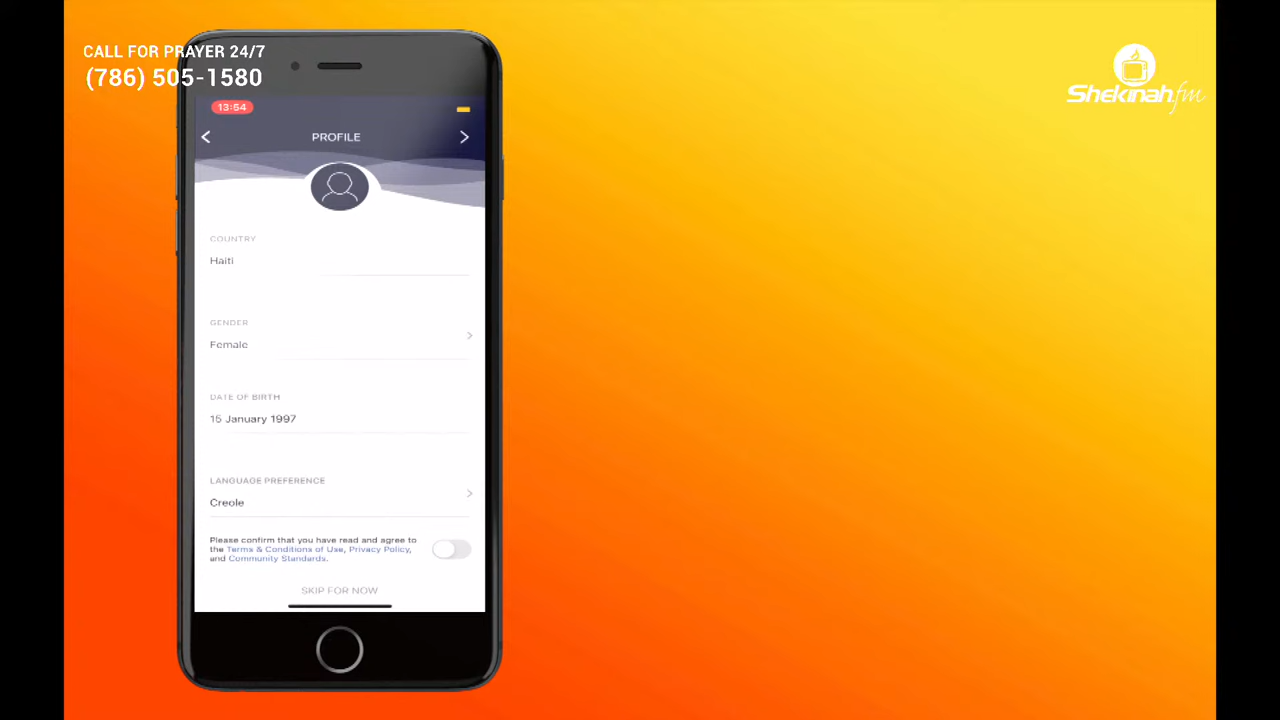 CALL FOR PRAYER 24/7
(786) 505-1580
Shekinah.fm
13:54
PROFILE
COUNTRY
Haiti
GENDER
Female
DATE OF BIRTH
15 January 1997
LANGUAGE PREFERENCE
Creole
Please confirm that you have read and agree to
the Terms & Conditions of Use, Privacy Policy,
and Community Standards.
SKIP FOR NOW